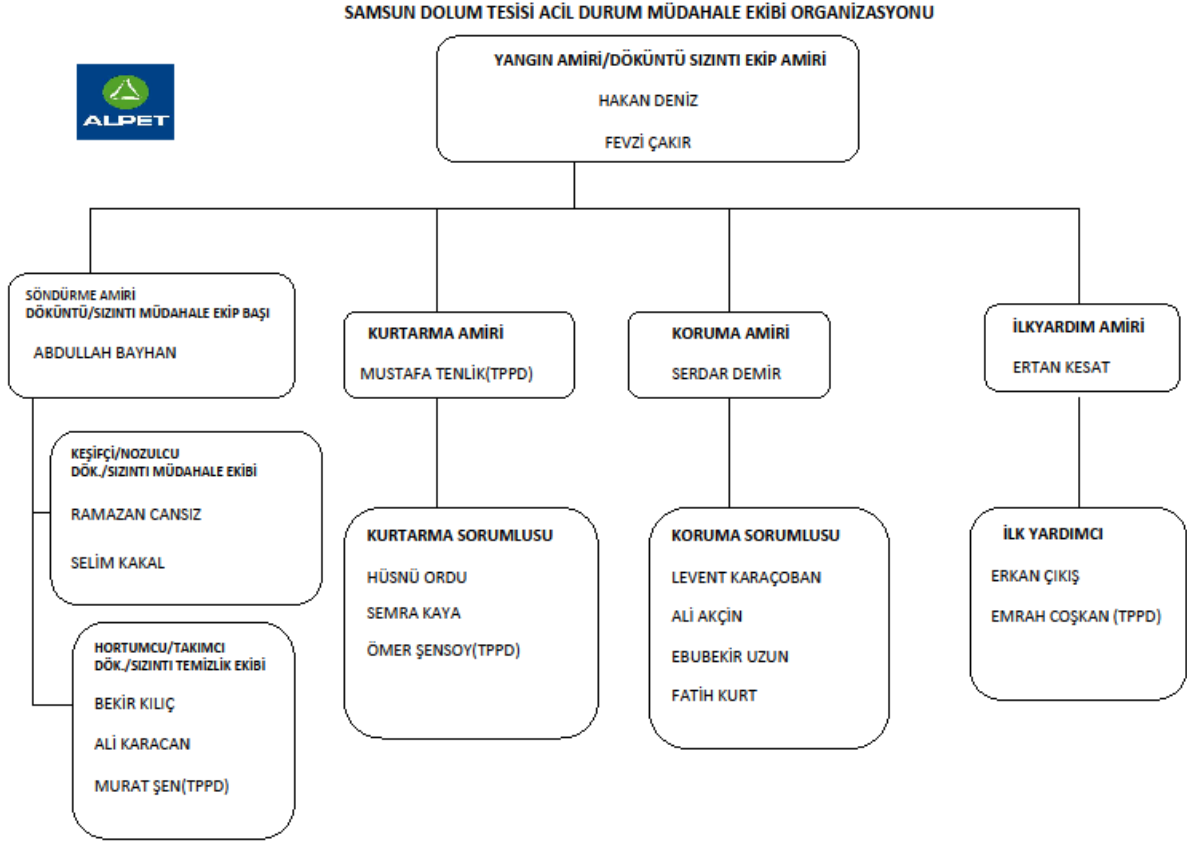 SAMSUN DOLUM TESİSİ ACİL DURUM MÜDAHALE EKİBİ ORGANİZASYONU
ALPET
YANGIN AMİRİ/DÖKÜNTÜ SIZINTI EKİP AMİRİ
HAKAN DENİZ
FEVZİ ÇAKIR
SÖNDÜRME AMİRİ
DÖKÜNTÜ/SIZINTI MÜDAHALE EKİP BAŞI
ABDULLAH BAYHAN
KEŞİFÇİ/NOZULCU
DÖK./SIZINTI MÜDAHALE EKİBİ
RAMAZAN CANSIZ
SELİM KAKAL
HORTUMCU/TAKIMCI
DÖK./SIZINTI TEMİZLİK EKİBİ
BEKİR KILIÇ
ALİ KARACAN
MURAT ŞEN(TPPD)
KURTARMA AMİRİ
MUSTAFA TENLİK(TPPD)
KURTARMA SORUMLUSU
HÜSNÜ ORDU
SEMRA KAYA
ÖMER ŞENSOY(TPPD)
KORUMA AMİRİ
SERDAR DEMİR
KORUMA SORUMLUSU
LEVENT KARAÇOBAN
ALİ AKÇİN
EBUBEKİR UZUN
FATİH KURT
İLKYARDIM AMİRİ
ERTAN KESAT
İLK YARDIMCI
ERKAN ÇIKIŞ
EMRAH COŞKAN (TPPD)